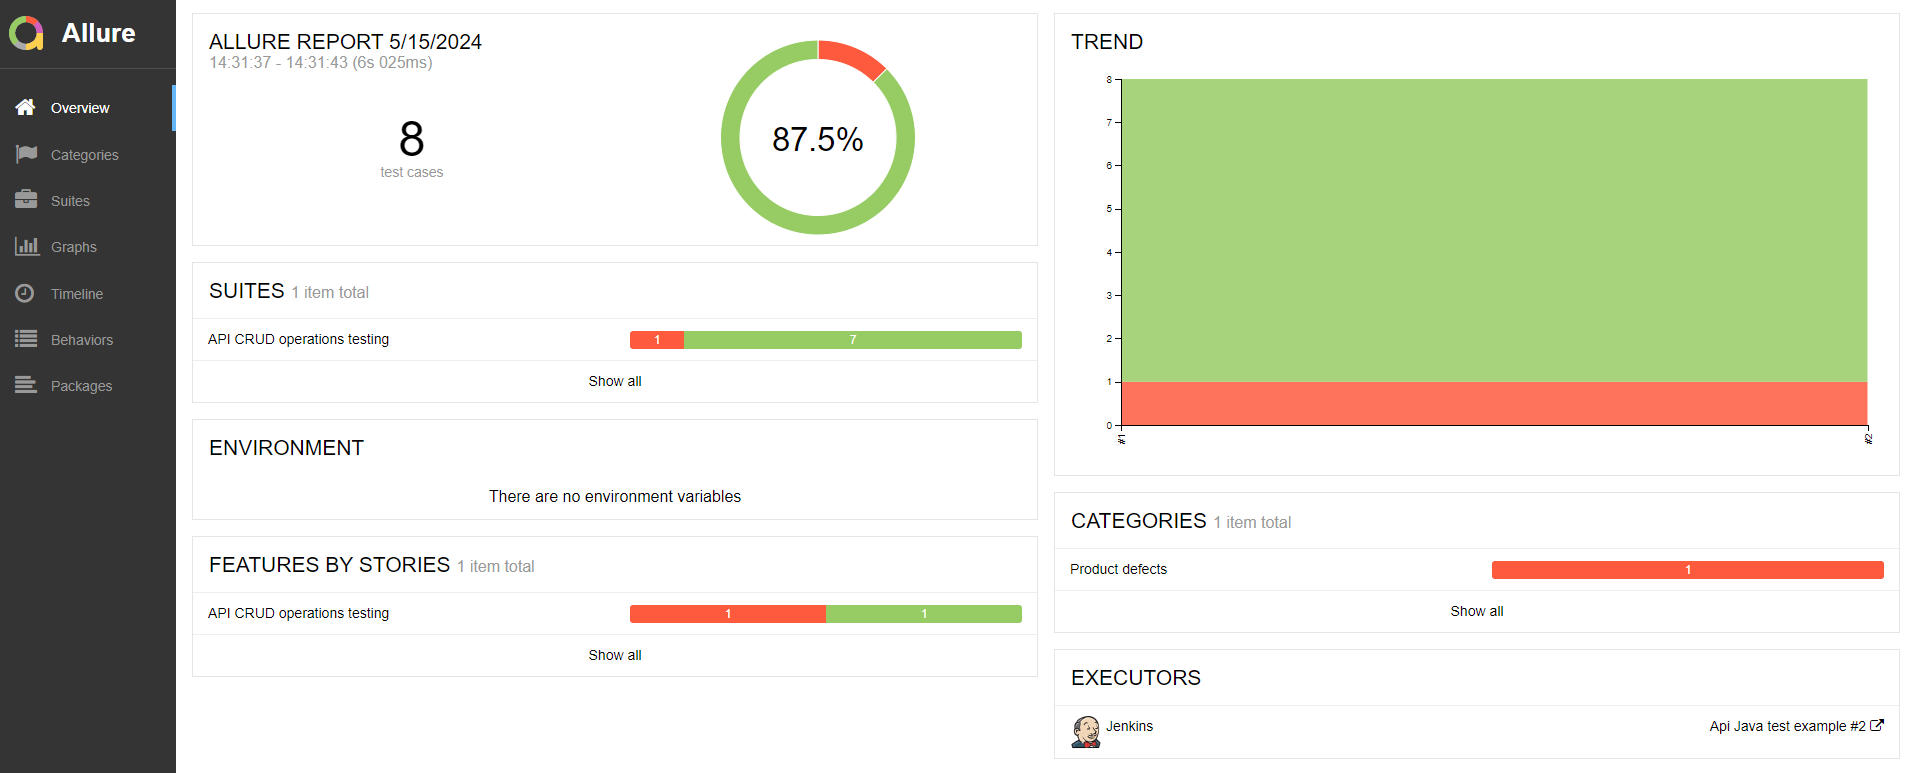 Allure
Overview
Categories
Suites
Graphs
Timeline
Behaviors
Packages
ALLURE REPORT 5/15/2024
14:31:37 - 14:31:43 (6s 025ms)
8
test cases
87.5%
SUITES 1 item total
API CRUD operations testing 1 7
Show all
ENVIRONMENT
There are no environment variables
FEATURES BY STORIES 1 item total
API CRUD operations testing 1 1
Show all
TREND
8
7
6
5
4
3
2
1
0
#1 #2
CATEGORIES 1 item total
Product defects 1
Show all
EXECUTORS
Jenkins Api Java test example #2